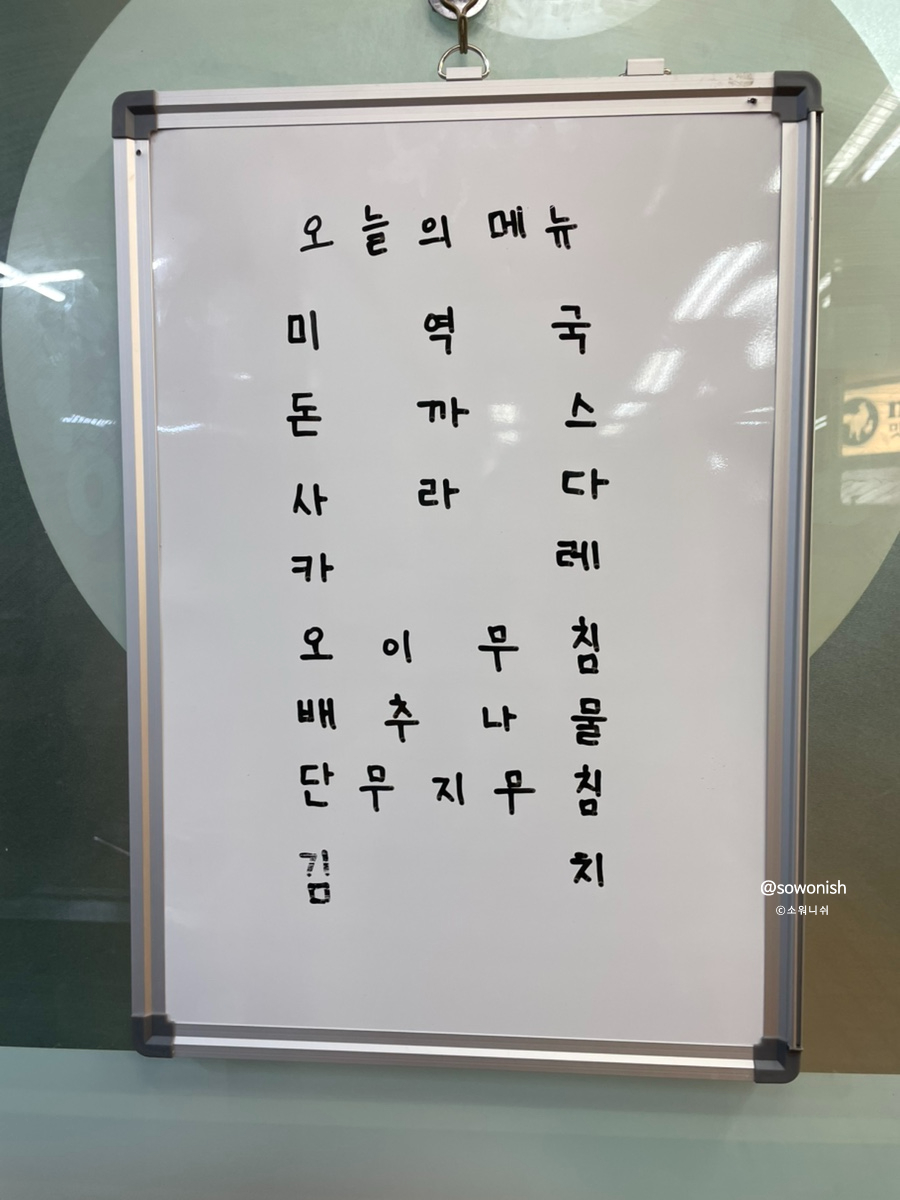 오늘의 메뉴
미역국
돈까스
사라다
카레
오이무침
배추나물
단무지무침
김치
@sowonish
©소워니쉬